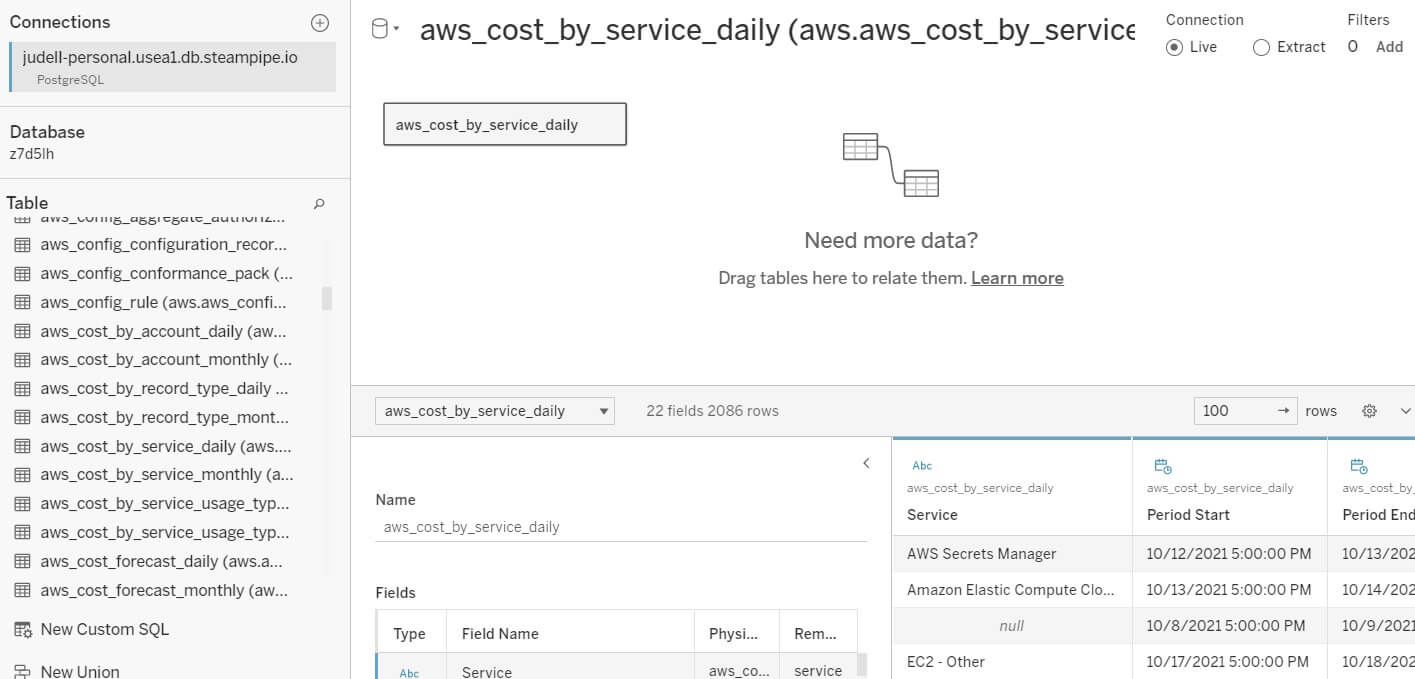 Connections
judell-personal.usea1.db.steampipe.io
PostgreSQL
Database
z7d5lh
Table
aws_config_aggregate_authoriz...
aws_config_configuration_recor...
aws_config_conformance_pack (...
aws_config_rule (aws.aws_confi...
aws_cost_by_account_daily (aw...
aws_cost_by_account_monthly (...
aws_cost_by_record_type_daily ...
aws_cost_by_record_type_mont...
aws_cost_by_service_daily (aws....
aws_cost_by_service_monthly (a...
aws_cost_by_service_usage_typ...
aws_cost_by_service_usage_typ...
aws_cost_forecast_daily (aws.a...
aws_cost_forecast_monthly (aw...
New Custom SQL
New Union
aws_cost_by_service_daily (aws.aws_cost_by_service
Connection
Live Extract
Filters
0 Add
aws_cost_by_service_daily
Need more data?
Drag tables here to relate them. Learn more
aws_cost_by_service_daily 22 fields 2086 rows 100 → rows
Name
aws_cost_by_service_daily
Fields
Type Field Name Physi... Rem...
Abc Service aws_co... service
Abc
aws_cost_by_service_daily aws_cost_by_service_daily aws_cost_by_
Service Period Start Period End
AWS Secrets Manager 10/12/2021 5:00:00 PM 10/13/202
Amazon Elastic Compute Clo... 10/13/2021 5:00:00 PM 10/14/202
null 10/8/2021 5:00:00 PM 10/9/2021
EC2 - Other 10/17/2021 5:00:00 PM 10/18/202